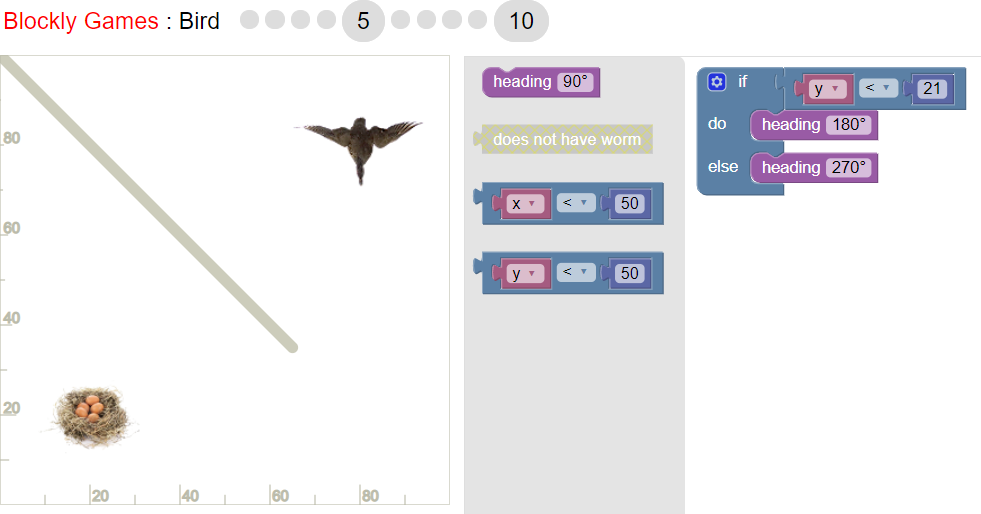 Blockly Games : Bird 5 10
80
60
40
20
20 40 60 80
heading 90°
does not have worm
x ▾ < ▾ 50
y ▾ < ▾ 50
if y ▾ < ▾ 21
do heading 180°
else heading 270°